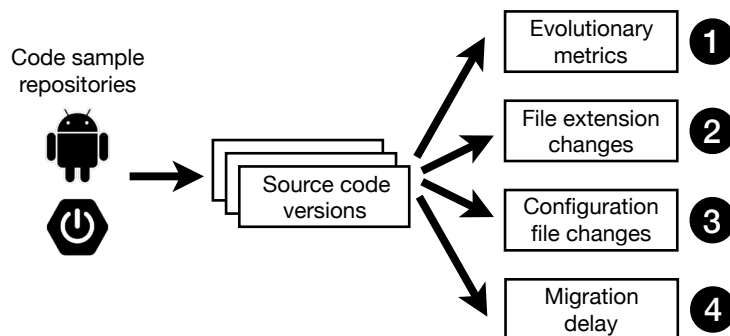 Code sample
repositories
Source code
versions
Evolutionary
metrics
1
File extension
changes
2
Configuration
file changes
3
Migration
delay
4